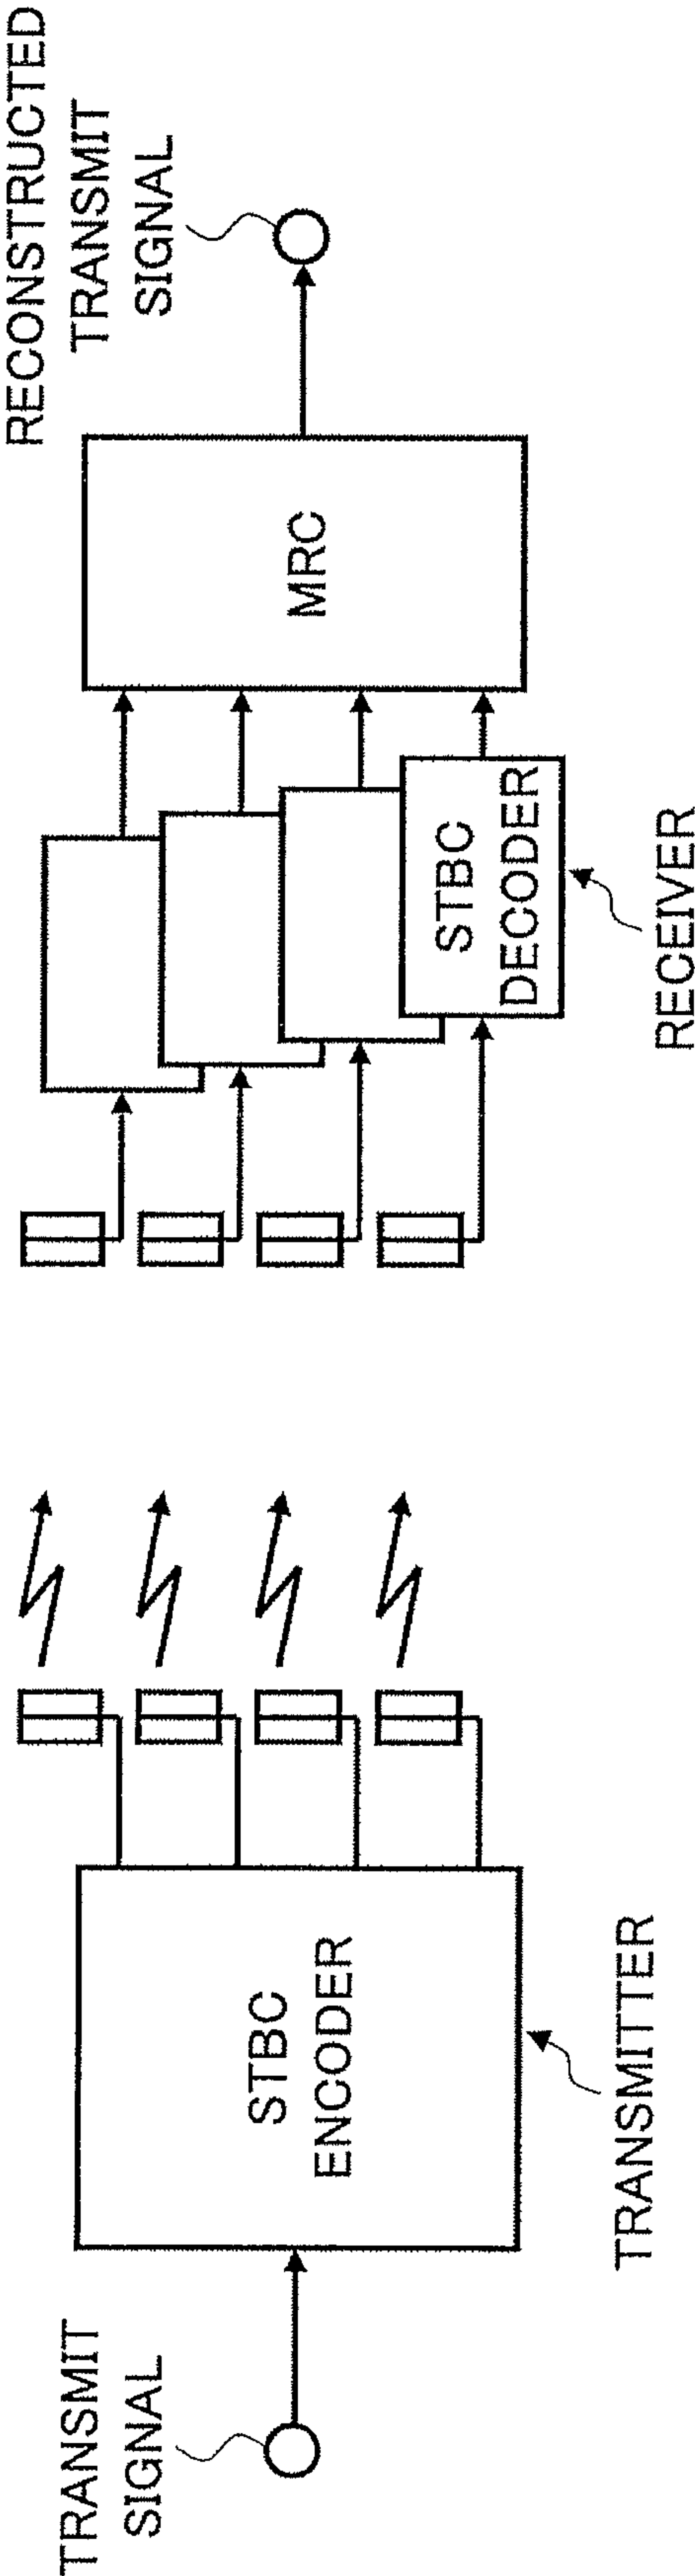 TRANSMIT
SIGNAL
STBC
ENCODER
TRANSMITTER
STBC
DECODER
RECEIVER
MRC
RECONSTRUCTED
TRANSMIT
SIGNAL